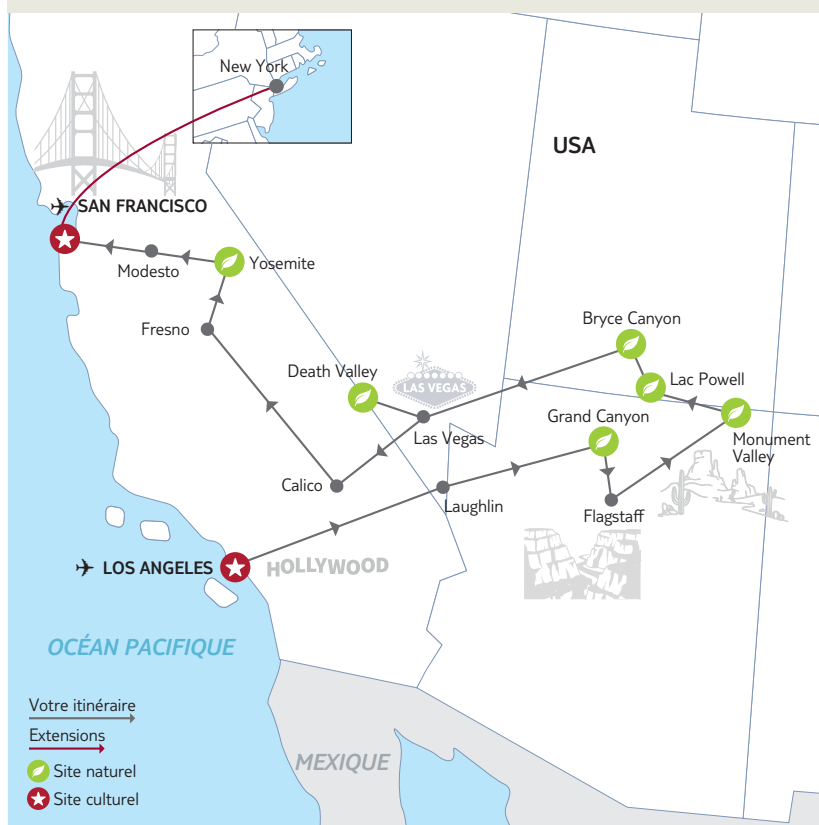 New York
USA
SAN FRANCISCO
Modesto
Yosemite
Fresno
Bryce Canyon
Death Valley
LAS VEGAS
Lac Powell
Grand Canyon
Las Vegas
Monument
Valley
Calico
Laughlin
Flagstaff
LOS ANGELES
HOLLYWOOD
OCÉAN PACIFIQUE
Votre itinéraire
Extensions
MEXIQUE
Site naturel
Site culturel